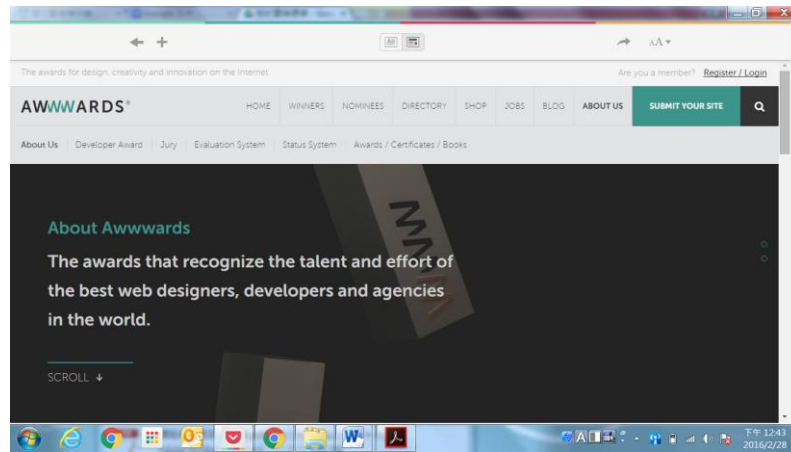 The awards for design, creativity and innovation on the Internet
Are you a member? Register / Login
AWWWARDS®
HOME WINNERS NOMINEES DIRECTORY SHOP JOBS BLOG ABOUT US SUBMIT YOUR SITE
About Us Developer Award Jury Evaluation System Status System Awards / Certificates / Books
About Awwwards
The awards that recognize the talent and effort of
the best web designers, developers and agencies
in the world.
SCROLL
下午 12:43
2016/2/28